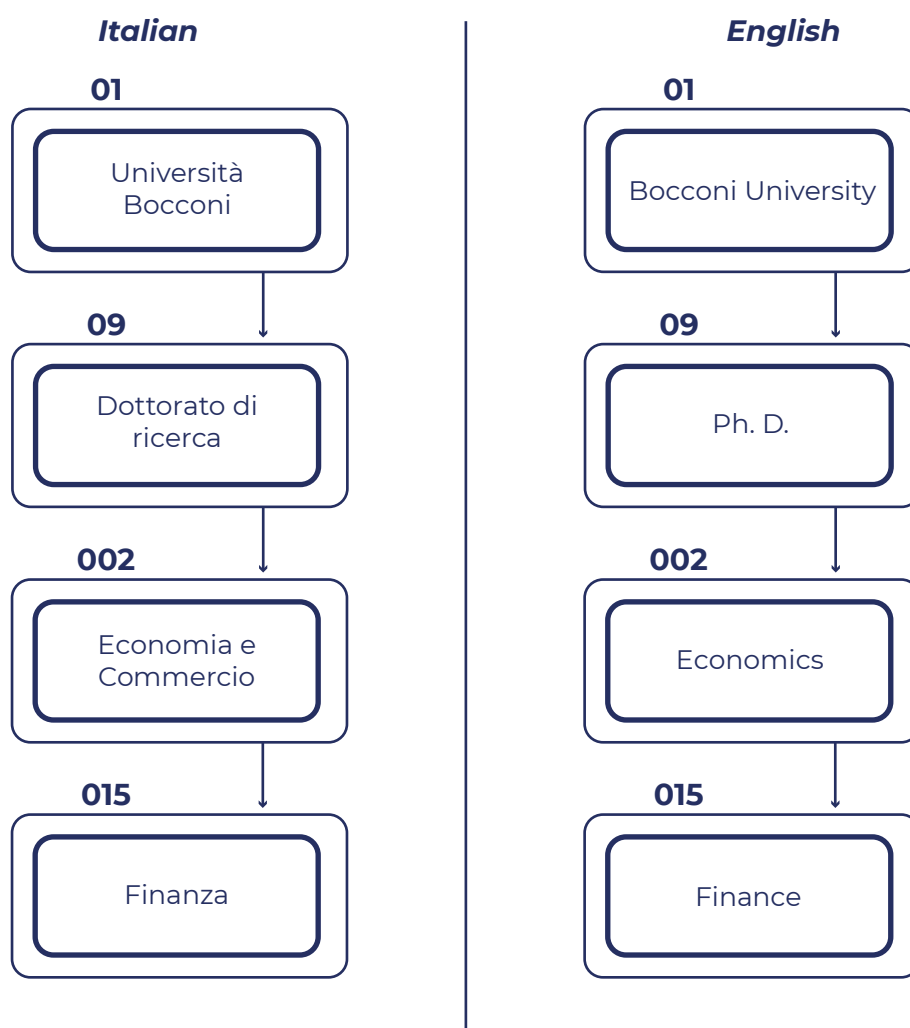 Italian
01
Università
Bocconi
09
Dottorato di
ricerca
002
Economia e
Commercio
015
Finanza
English
01
Bocconi University
09
Ph. D.
002
Economics
015
Finance